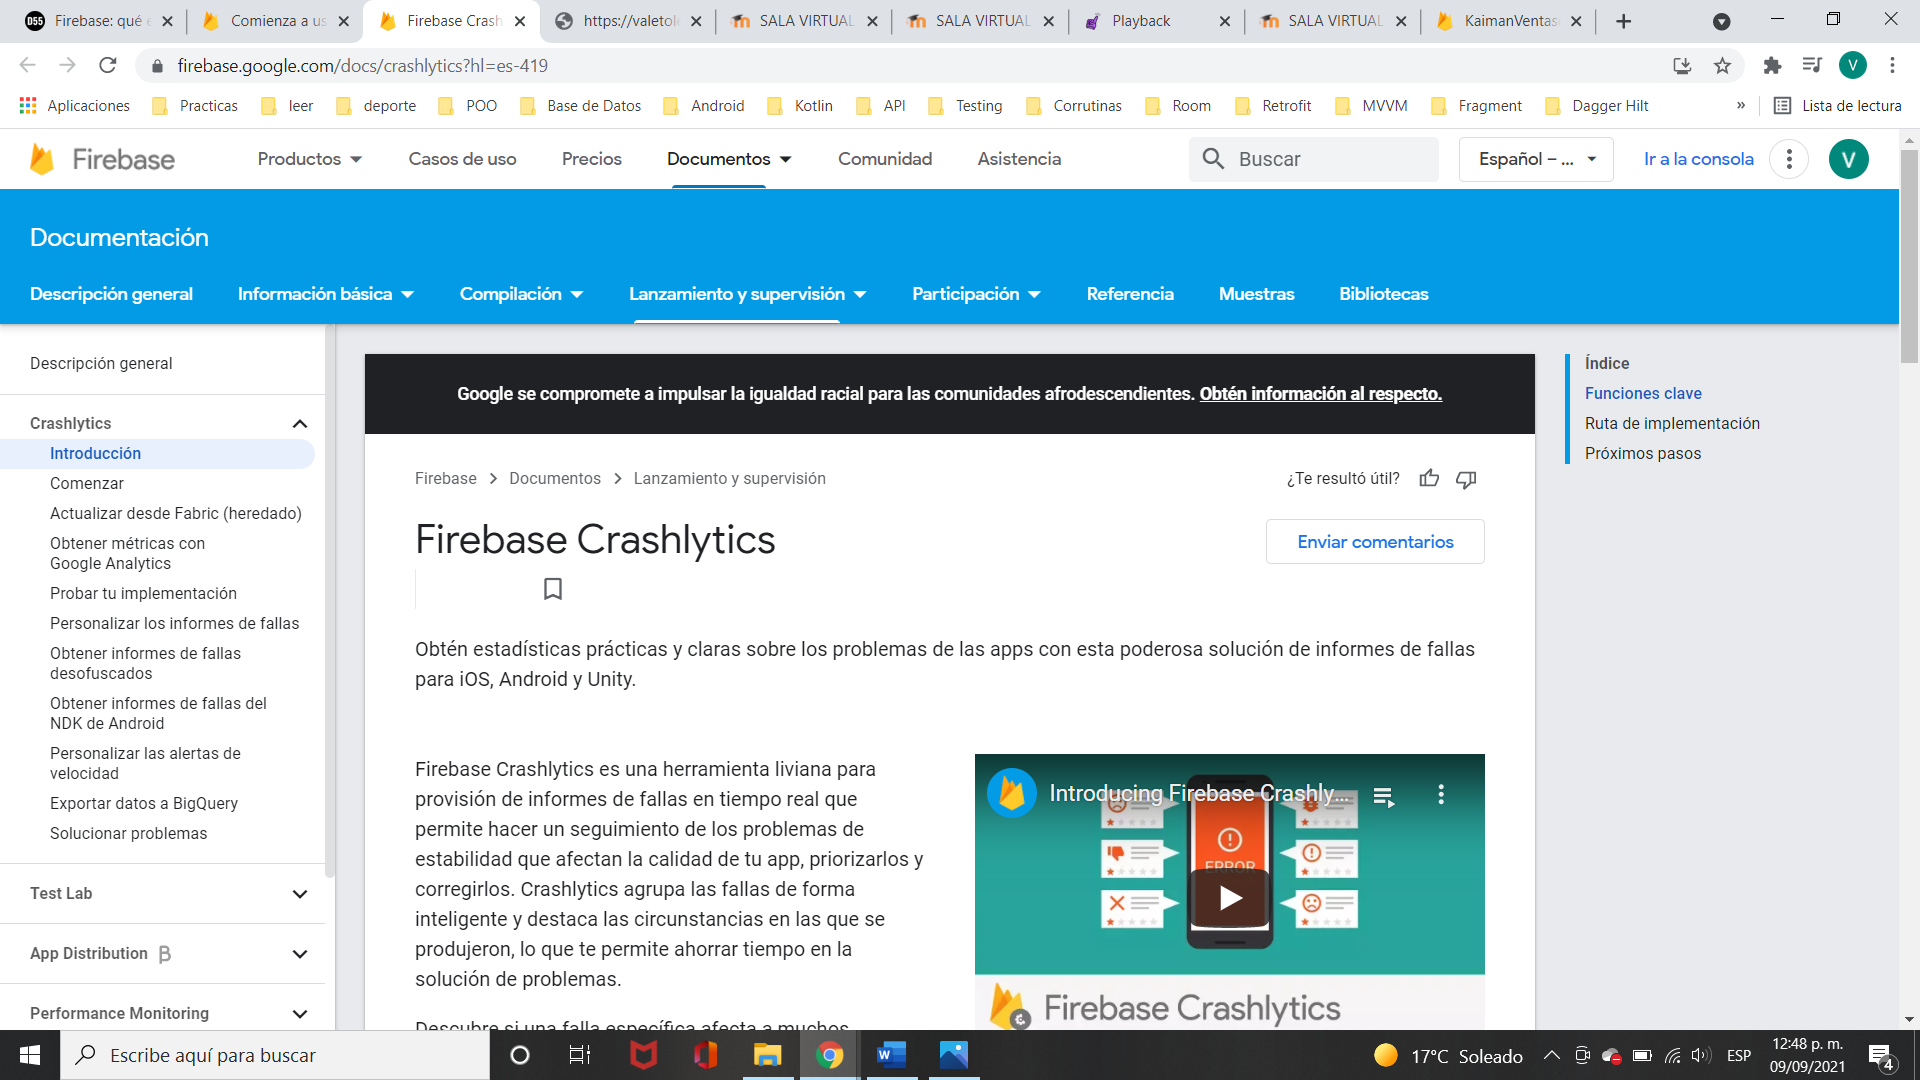 Firebase: qué
Comienza a us
Firebase Crash
https://valetole
SALA VIRTUAL
SALA VIRTUAL
Playback
SALA VIRTUAL
KaimanVentas
firebase.google.com/docs/crashlytics?hl=es-419
V
Aplicaciones
Practicas
leer
deporte
POO
Base de Datos
Android
Kotlin
API
Testing
Corrutinas
Room
Retrofit
MVVM
Fragment
Dagger Hilt
»
Lista de lectura
Firebase
Productos
Casos de uso
Precios
Documentos
Comunidad
Asistencia
Buscar
Español – ...
Ir a la consola
V
Documentación
Descripción general
Información básica
Compilación
Lanzamiento y supervisión
Participación
Referencia
Muestras
Bibliotecas
Descripción general
Crashlytics
Introducción
Comenzar
Actualizar desde Fabric (heredado)
Obtener métricas con
Google Analytics
Probar tu implementación
Personalizar los informes de fallas
Obtener informes de fallas
desofuscados
Obtener informes de fallas del
NDK de Android
Personalizar las alertas de
velocidad
Exportar datos a BigQuery
Solucionar problemas
Test Lab
App Distribution
Performance Monitoring
Google se compromete a impulsar la igualdad racial para las comunidades afrodescendientes. Obtén información al respecto.
Firebase > Documentos > Lanzamiento y supervisión
¿Te resultó útil?
Firebase Crashlytics
Enviar comentarios
Obtén estadísticas prácticas y claras sobre los problemas de las apps con esta poderosa solución de informes de fallas
para iOS, Android y Unity.
Firebase Crashlytics es una herramienta liviana para
provisión de informes de fallas en tiempo real que
permite hacer un seguimiento de los problemas de
estabilidad que afectan la calidad de tu app, priorizarlos y
corregirlos. Crashlytics agrupa las fallas de forma
inteligente y destaca las circunstancias en las que se
produjeron, lo que te permite ahorrar tiempo en la
solución de problemas.
Descubre si una falla específica afecta a muchos
Introducing Firebase Crashly...
ERROR
Firebase Crashlytics
Índice
Funciones clave
Ruta de implementación
Próximos pasos
Escribe aquí para buscar
17°C Soleado
ESP
12:48 p. m.
09/09/2021
4